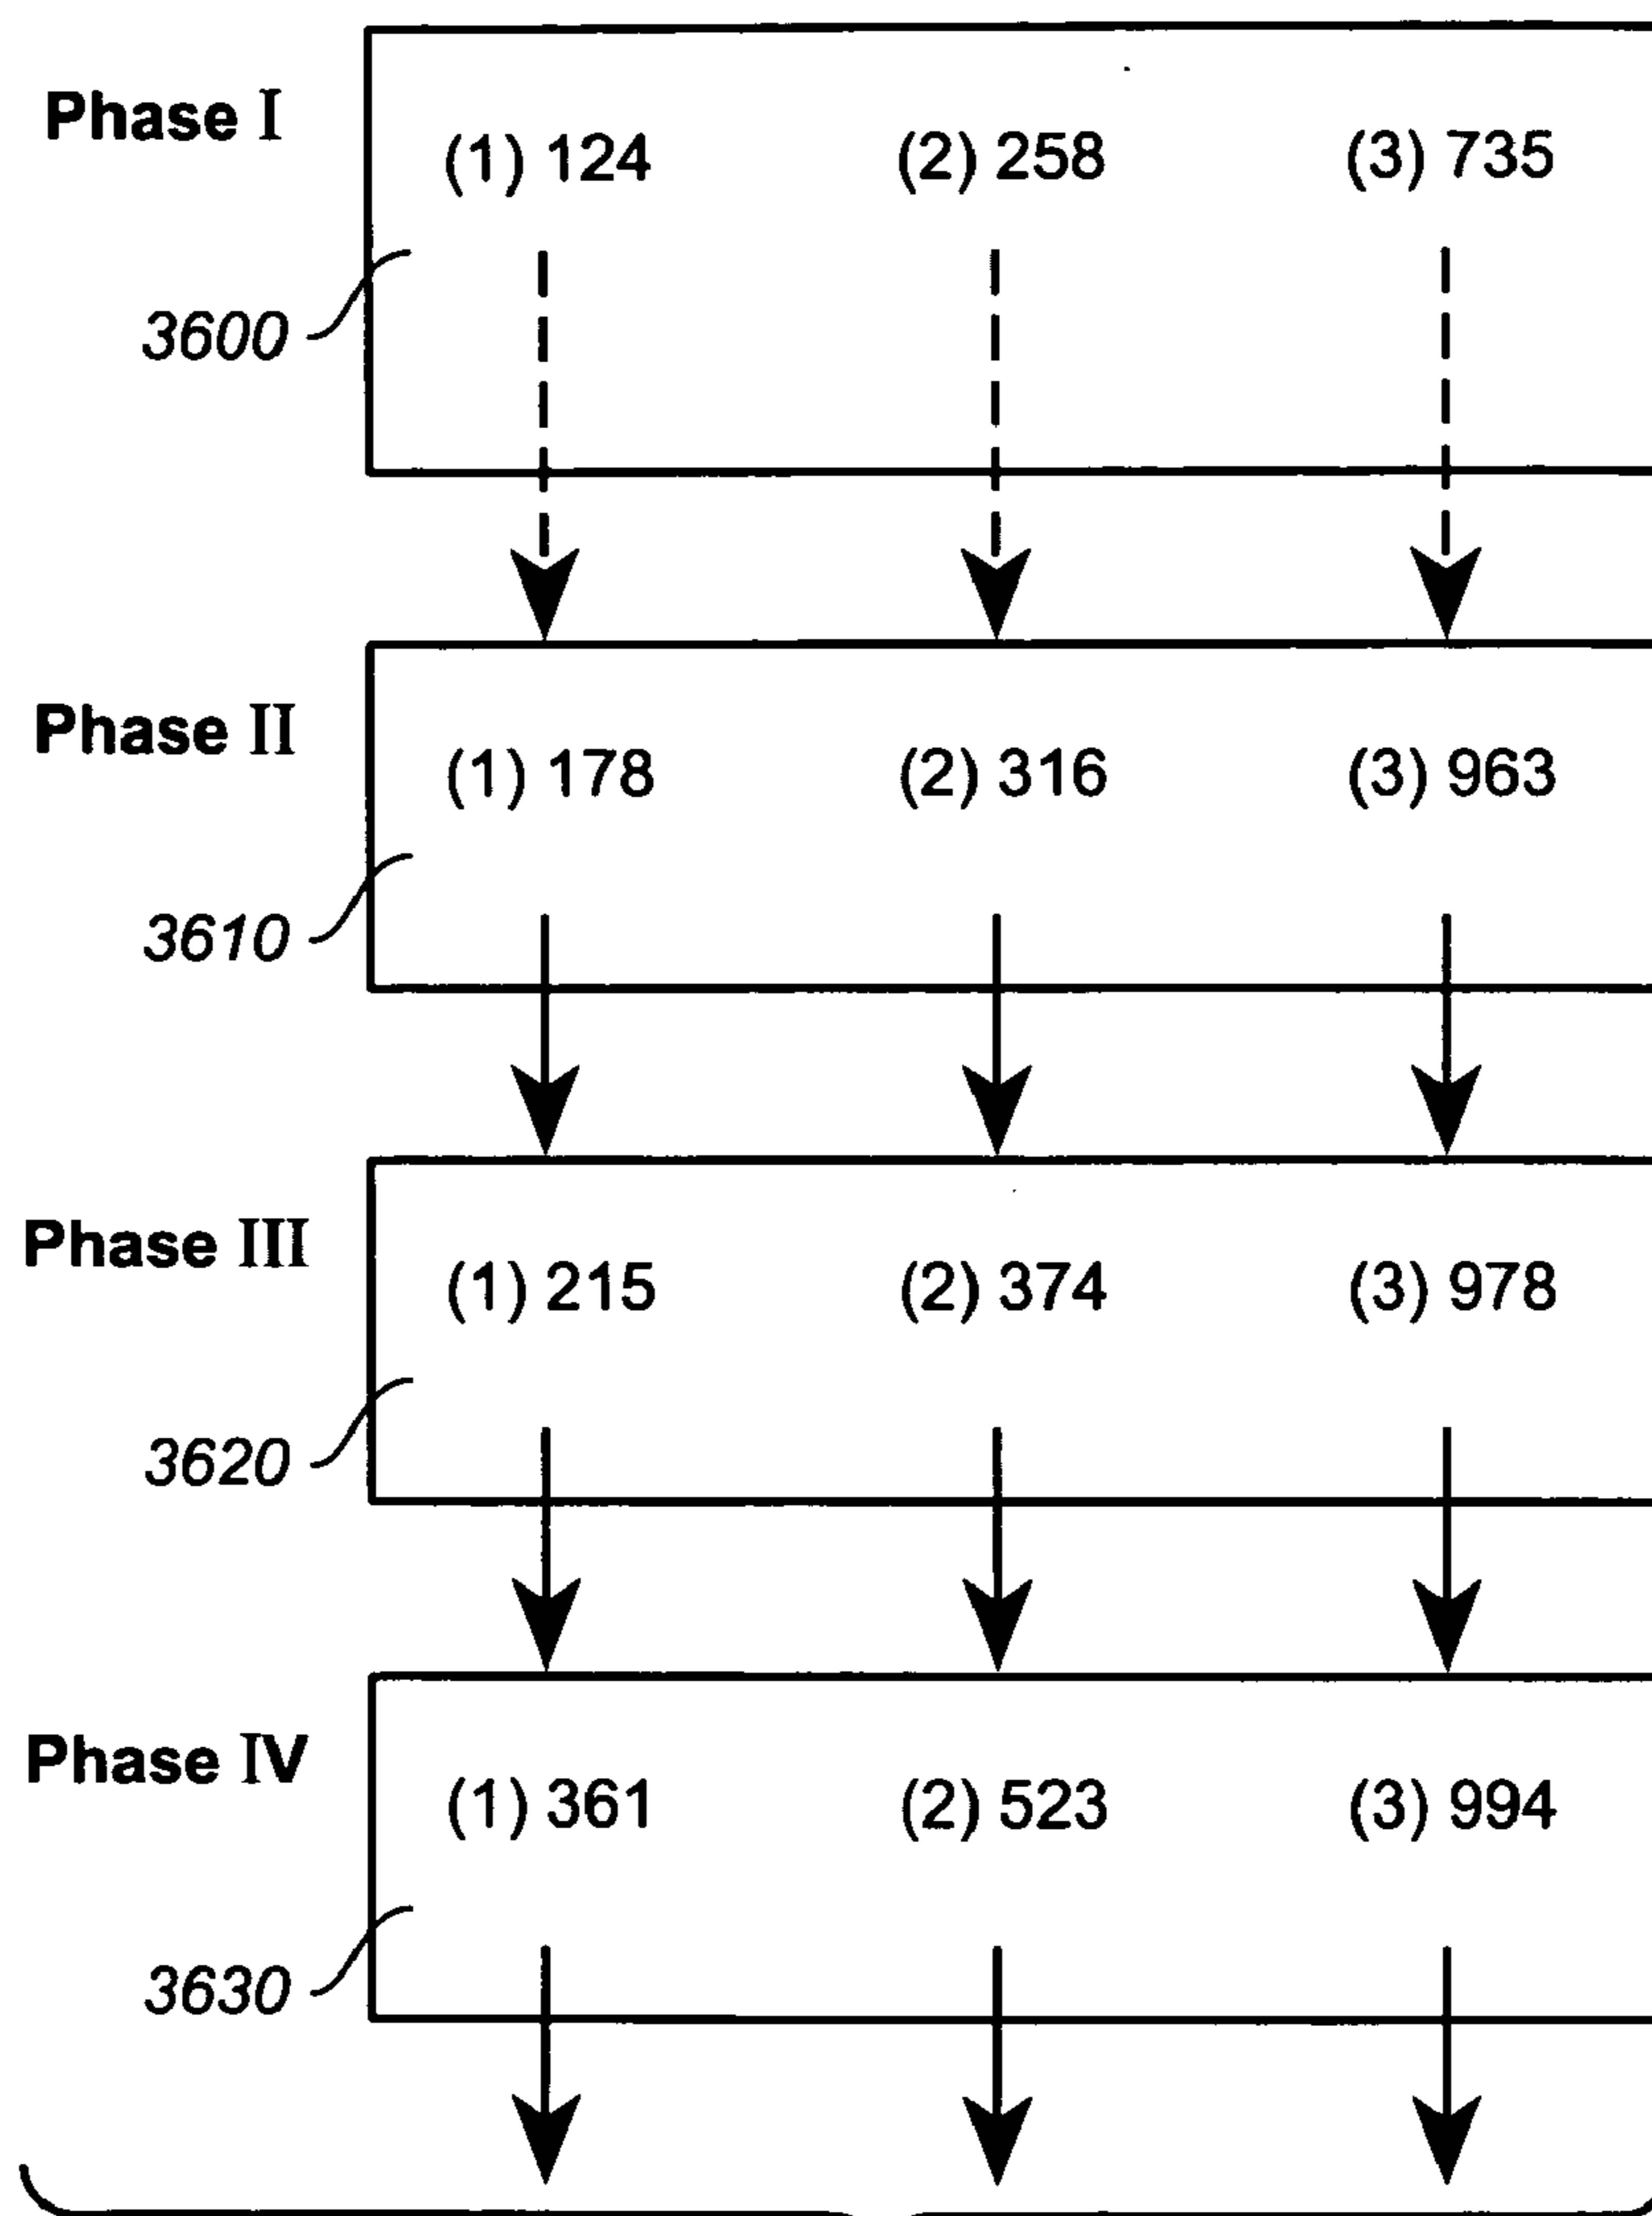 Phase I
(1) 124 (2) 258 (3) 735
3600
Phase II
(1) 178 (2) 316 (3) 963
3610
Phase III
(1) 215 (2) 374 (3) 978
3620
Phase IV
(1) 361 (2) 523 (3) 994
3630